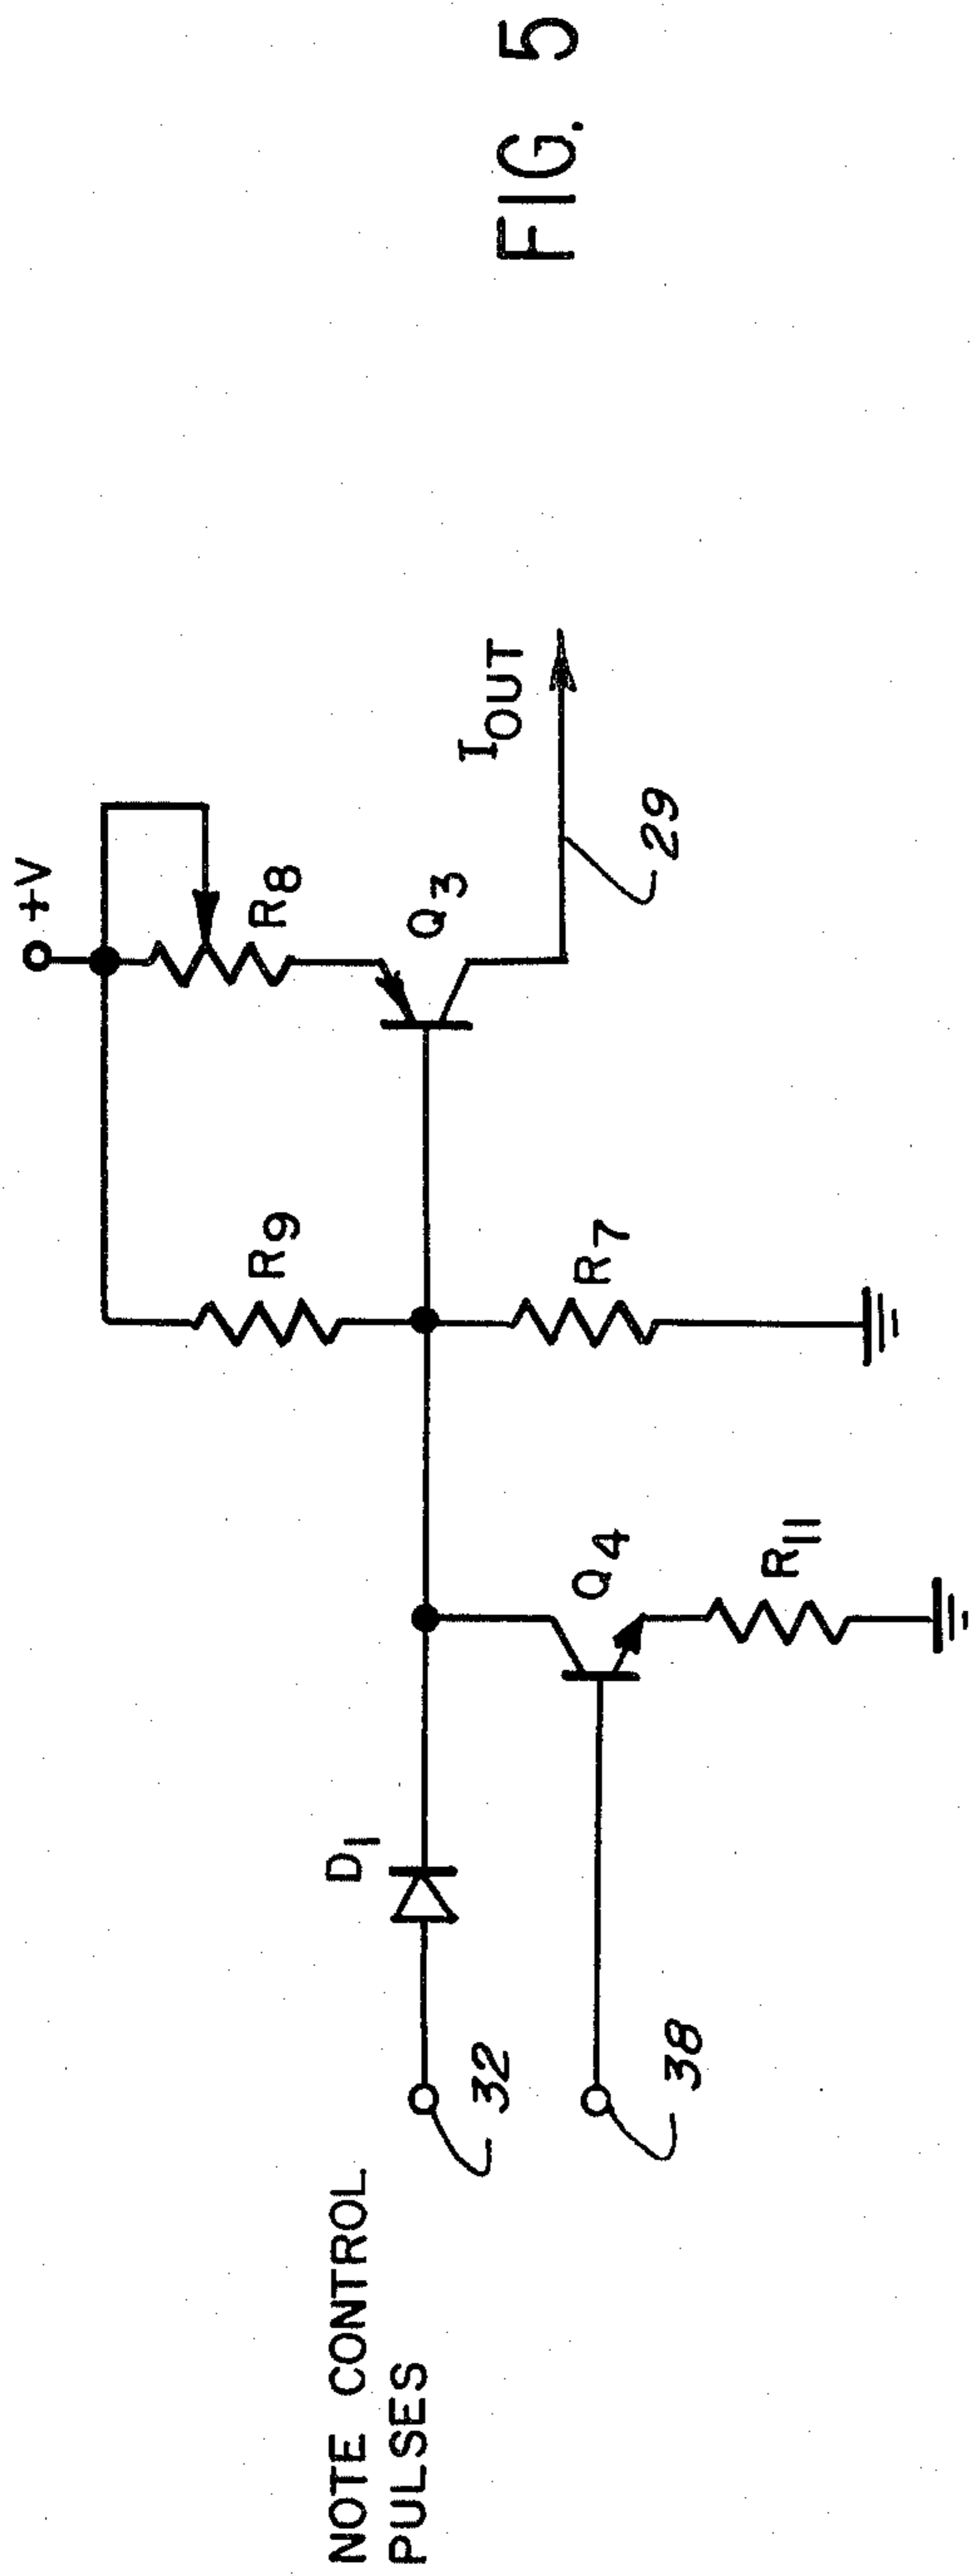 +V
R8
R9
Q3
IOUT
29
R7
D1
Q4
R11
NOTE CONTROL
PULSES
32
38
FIG. 5